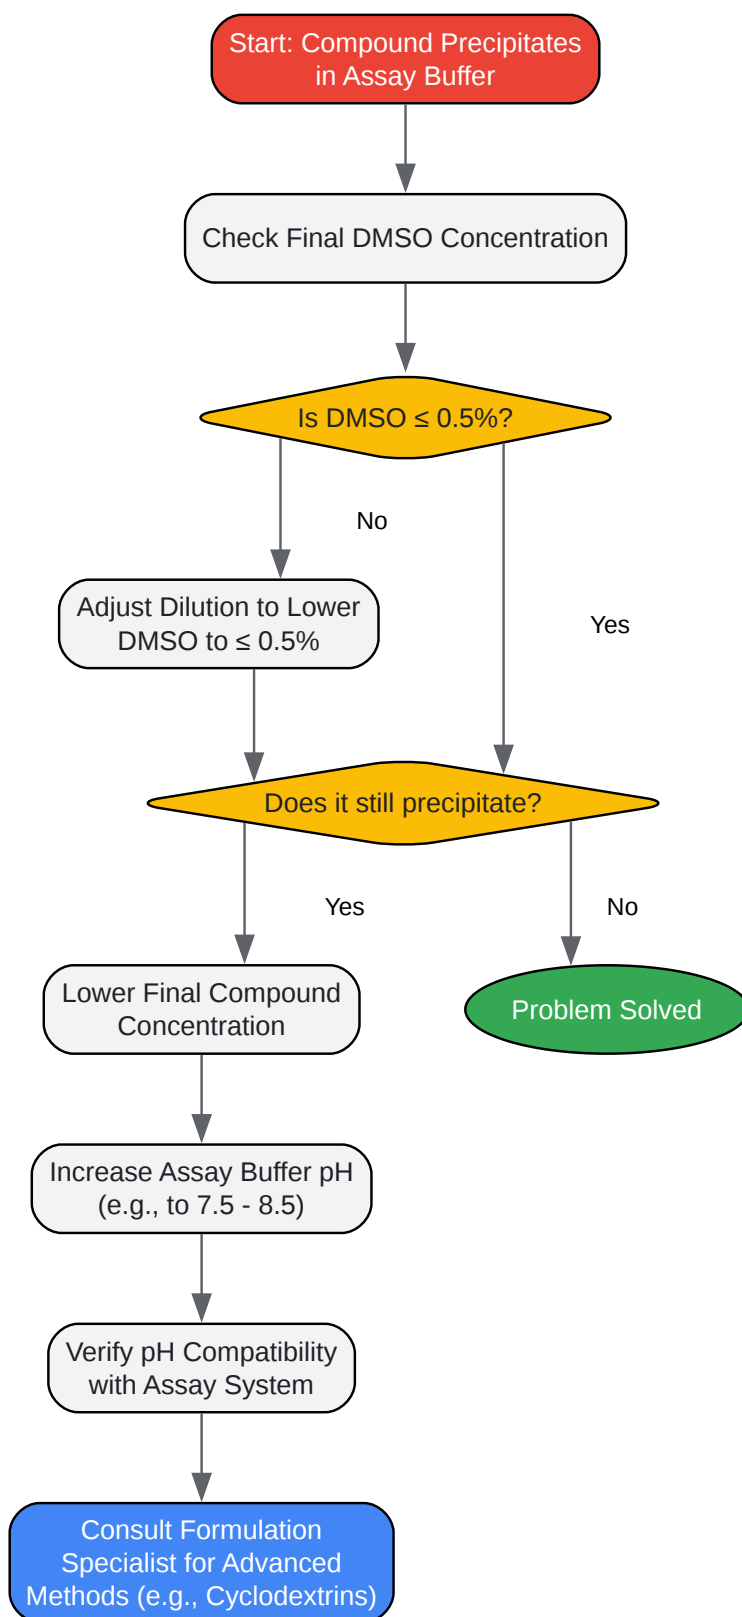 Start: Compound Precipitates
in Assay Buffer
Check Final DMSO Concentration
Is DMSO ≤ 0.5%?
No
Adjust Dilution to Lower
DMSO to ≤ 0.5%
Yes
Does it still precipitate?
Yes
No
Lower Final Compound
Concentration
Problem Solved
Increase Assay Buffer pH
(e.g., to 7.5 - 8.5)
Verify pH Compatibility
with Assay System
Consult Formulation
Specialist for Advanced
Methods (e.g., Cyclodextrins)